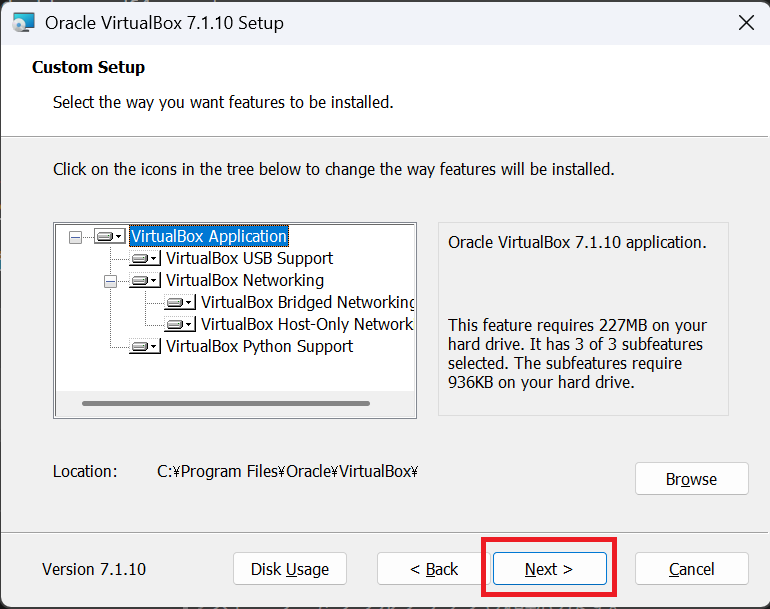 Oracle VirtualBox 7.1.10 Setup
Custom Setup
Select the way you want features to be installed.
Click on the icons in the tree below to change the way features will be installed.
VirtualBox Application
VirtualBox USB Support
VirtualBox Networking
VirtualBox Bridged Networking
VirtualBox Host-Only Network
VirtualBox Python Support
Oracle VirtualBox 7.1.10 application.
This feature requires 227MB on your
hard drive. It has 3 of 3 subfeatures
selected. The subfeatures require
936KB on your hard drive.
Location: C:¥Program Files¥Oracle¥VirtualBox¥
Browse
Version 7.1.10
Disk Usage
< Back
Next >
Cancel